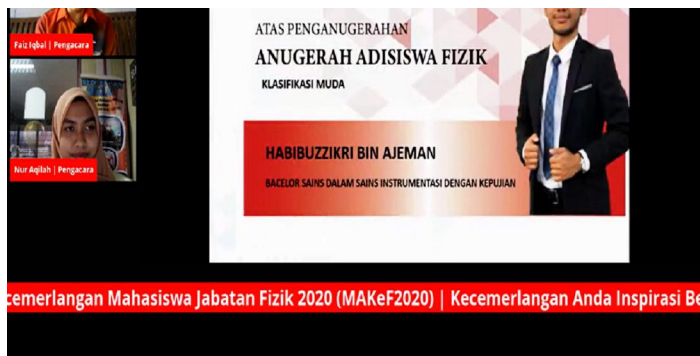 Faiz Iqbal | Pengacara
Nur Aqilah | Pengacara
ATAS PENGANUGERAHAN
ANUGERAH ADISISWA FIZIK
KLASIFIKASI MUDA
HABIBUZZIKRI BIN AJEMAN
BACELOR SAINS DALAM SAINS INSTRUMENTASI DENGAN KEPUJIAN
cemerlangan Mahasiswa Jabatan Fizik 2020 (MAKeF2020) | Kecemerlangan Anda Inspirasi Be